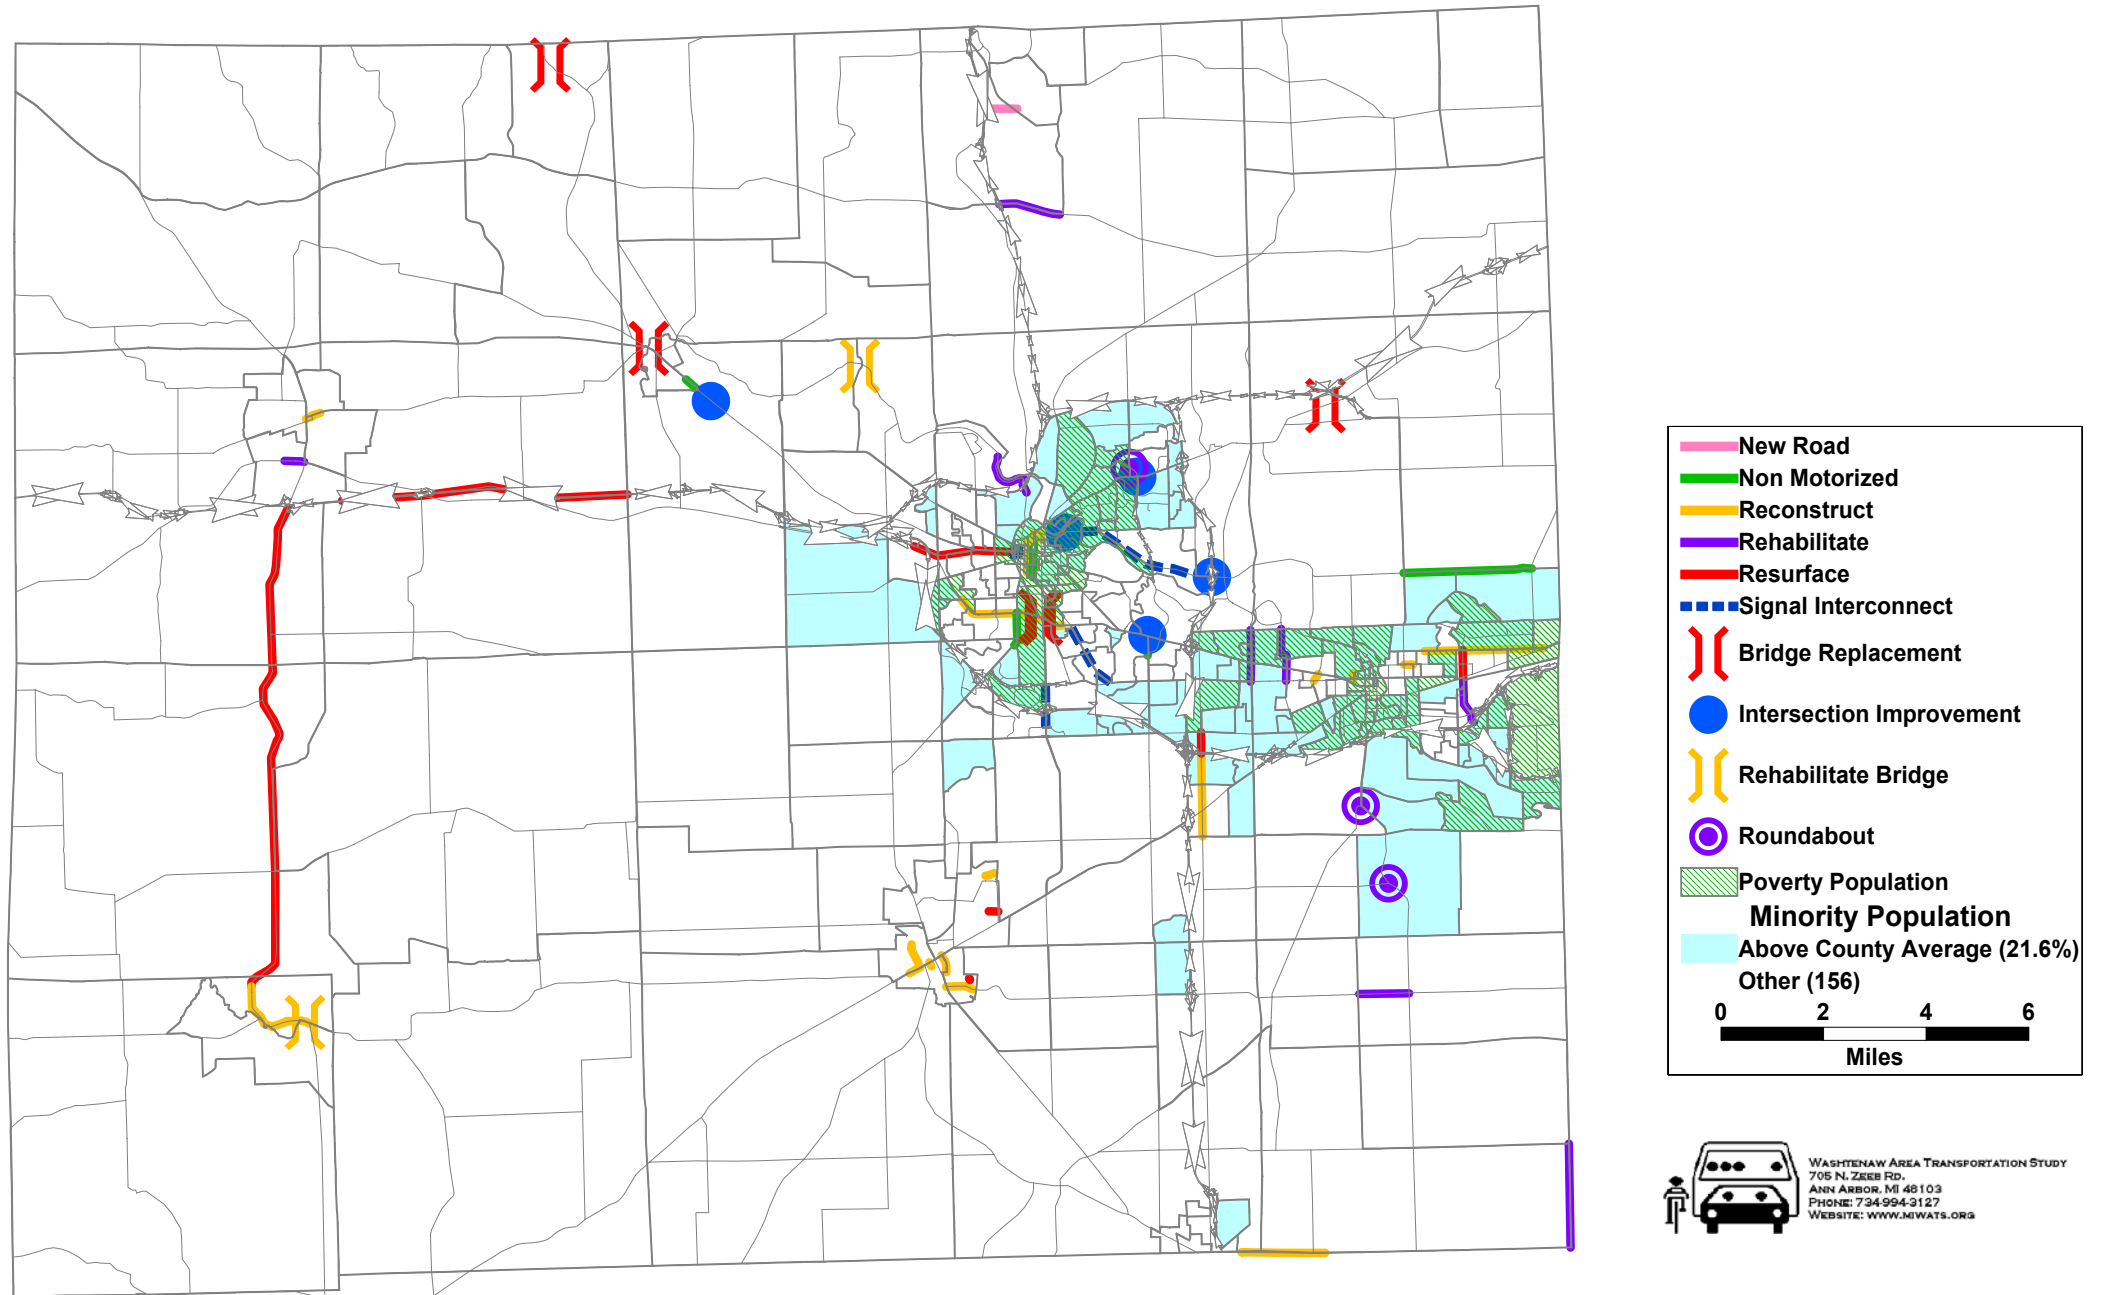 New Road
Non Motorized
Reconstruct
Rehabilitate
Resurface
Signal Interconnect
Bridge Replacement
Intersection Improvement
Rehabilitate Bridge
Roundabout
Poverty Population
Minority Population
Above County Average (21.6%)
Other (156)
0 2 4 6
Miles
WASHTENAW AREA TRANSPORTATION STUDY
705 N. ZEEB RD.
ANN ARBOR, MI 48103
PHONE: 734-994-3127
WEBSITE: WWW.MIWATS.ORG